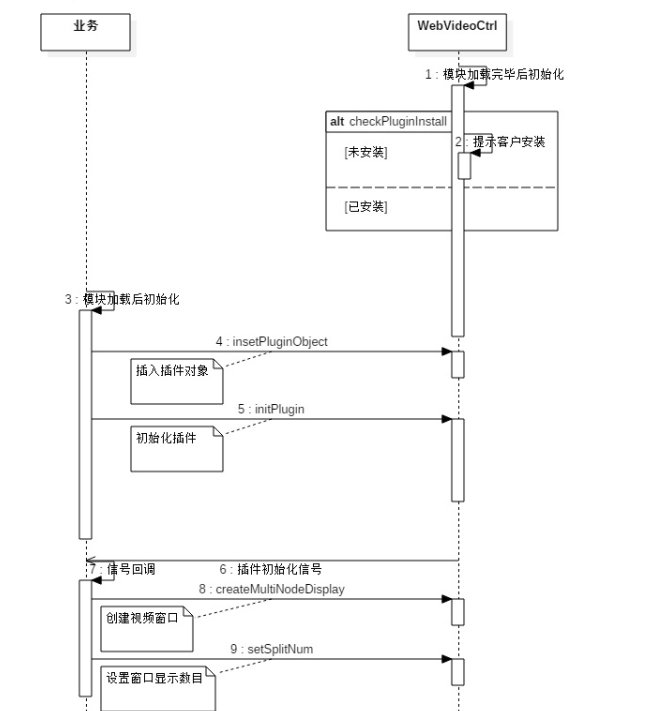 业务
WebVideoCtrl
1 : 模块加载完毕后初始化
alt checkPluginInstall
2 : 提示客户安装
[未安装]
[已安装]
3 : 模块加载后初始化
4 : insetPluginObject
插入插件对象
5 : initPlugin
初始化插件
6 : 插件初始化信号
7 : 信号回调
8 : createMultiNodeDisplay
创建视频窗口
9 : setSplitNum
设置窗口显示数目